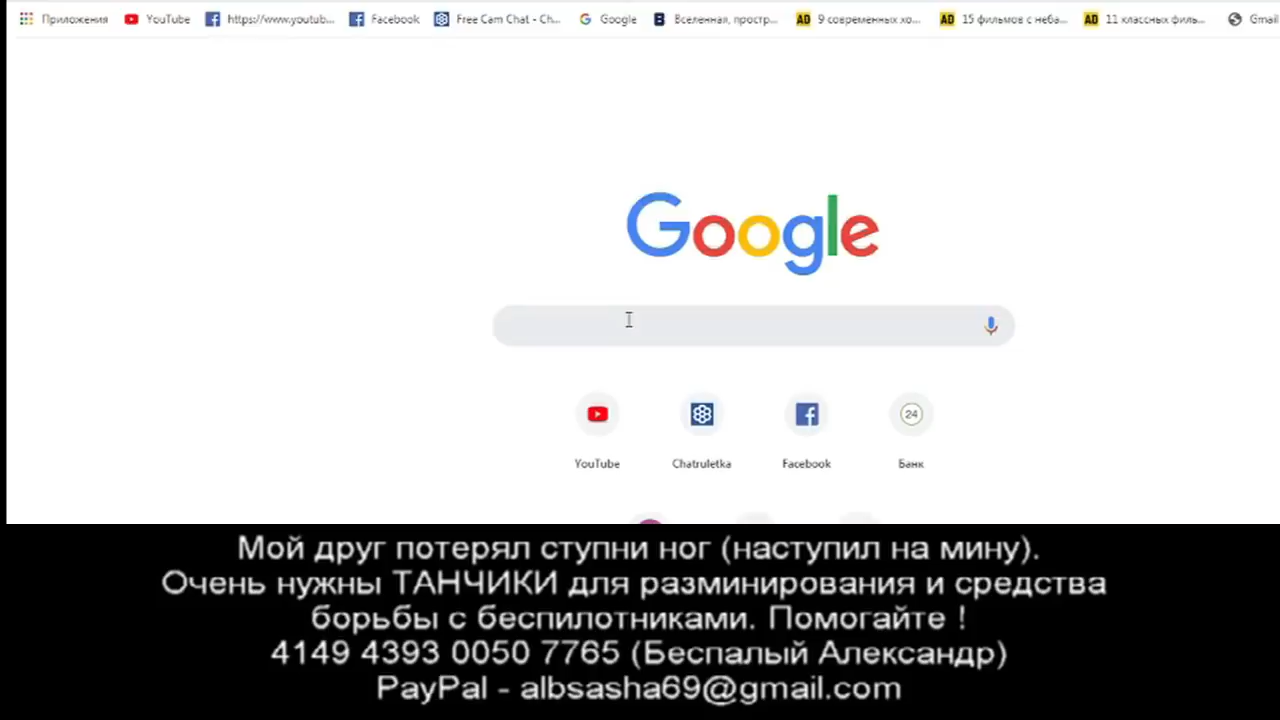 Приложения YouTube https://www.youtub... Facebook Free Cam Chat - Ch... Google Вселенная, простр... AD 9 современных хо... AD 15 фильмов с неба... AD 11 классных филь... Gmail
Google
YouTube Chatruletka Facebook 24 Банк
Мой друг потерял ступни ног (наступил на мину).
Очень нужны ТАНЧИКИ для разминирования и средства
борьбы с беспилотниками. Помогайте !
4149 4393 0050 7765 (Беспалый Александр)
PayPal - albsasha69@gmail.com